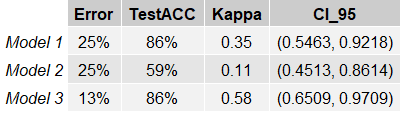 Error TestACC Kappa CI_95
Model 1 25% 86% 0.35 (0.5463, 0.9218)
Model 2 25% 59% 0.11 (0.4513, 0.8614)
Model 3 13% 86% 0.58 (0.6509, 0.9709)